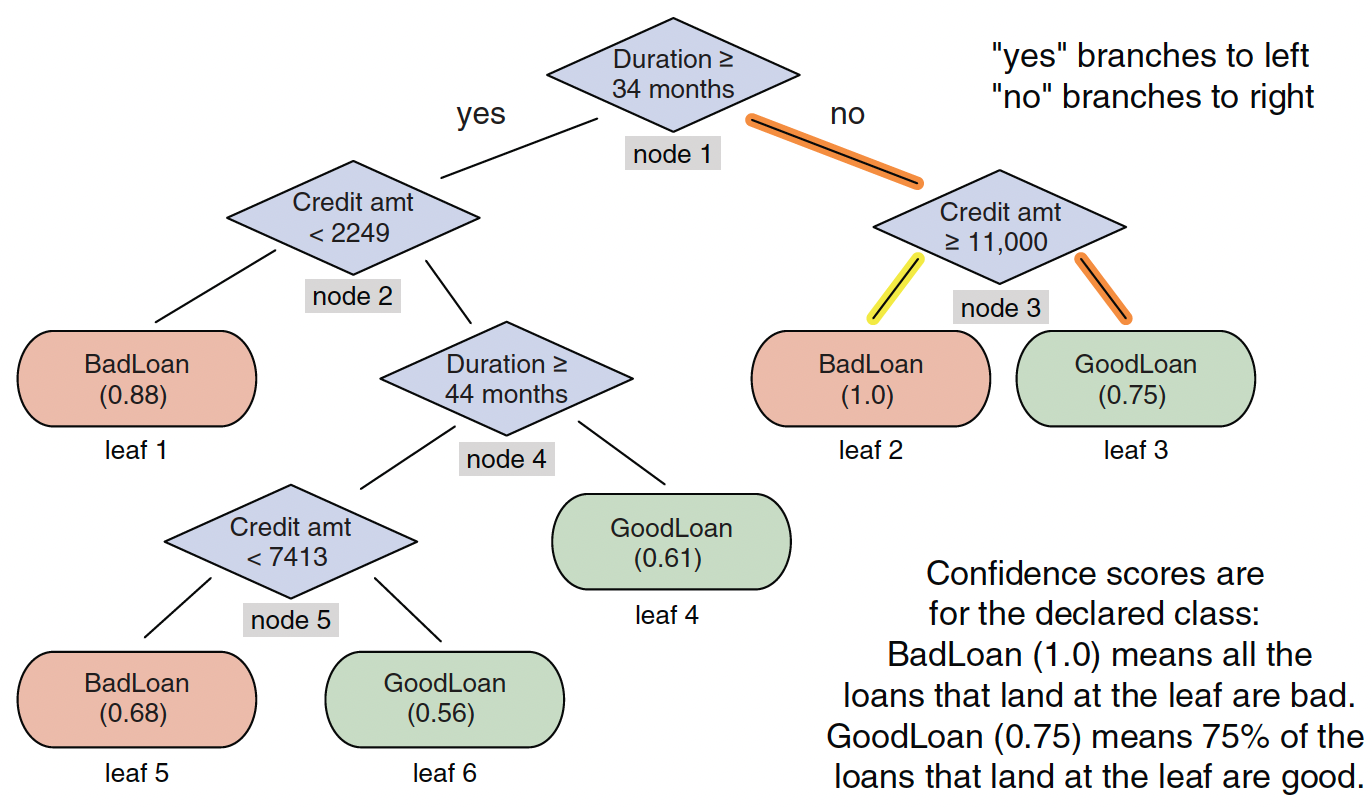 Duration ≥
34 months
"yes" branches to left
"no" branches to right
yes
no
node 1
Credit amt
< 2249
node 2
Credit amt
≥ 11,000
node 3
BadLoan
(0.88)
leaf 1
Duration ≥
44 months
node 4
BadLoan
(1.0)
leaf 2
GoodLoan
(0.75)
leaf 3
Credit amt
< 7413
node 5
GoodLoan
(0.61)
leaf 4
BadLoan
(0.68)
leaf 5
GoodLoan
(0.56)
leaf 6
Confidence scores are
for the declared class:
BadLoan (1.0) means all the
loans that land at the leaf are bad.
GoodLoan (0.75) means 75% of the
loans that land at the leaf are good.